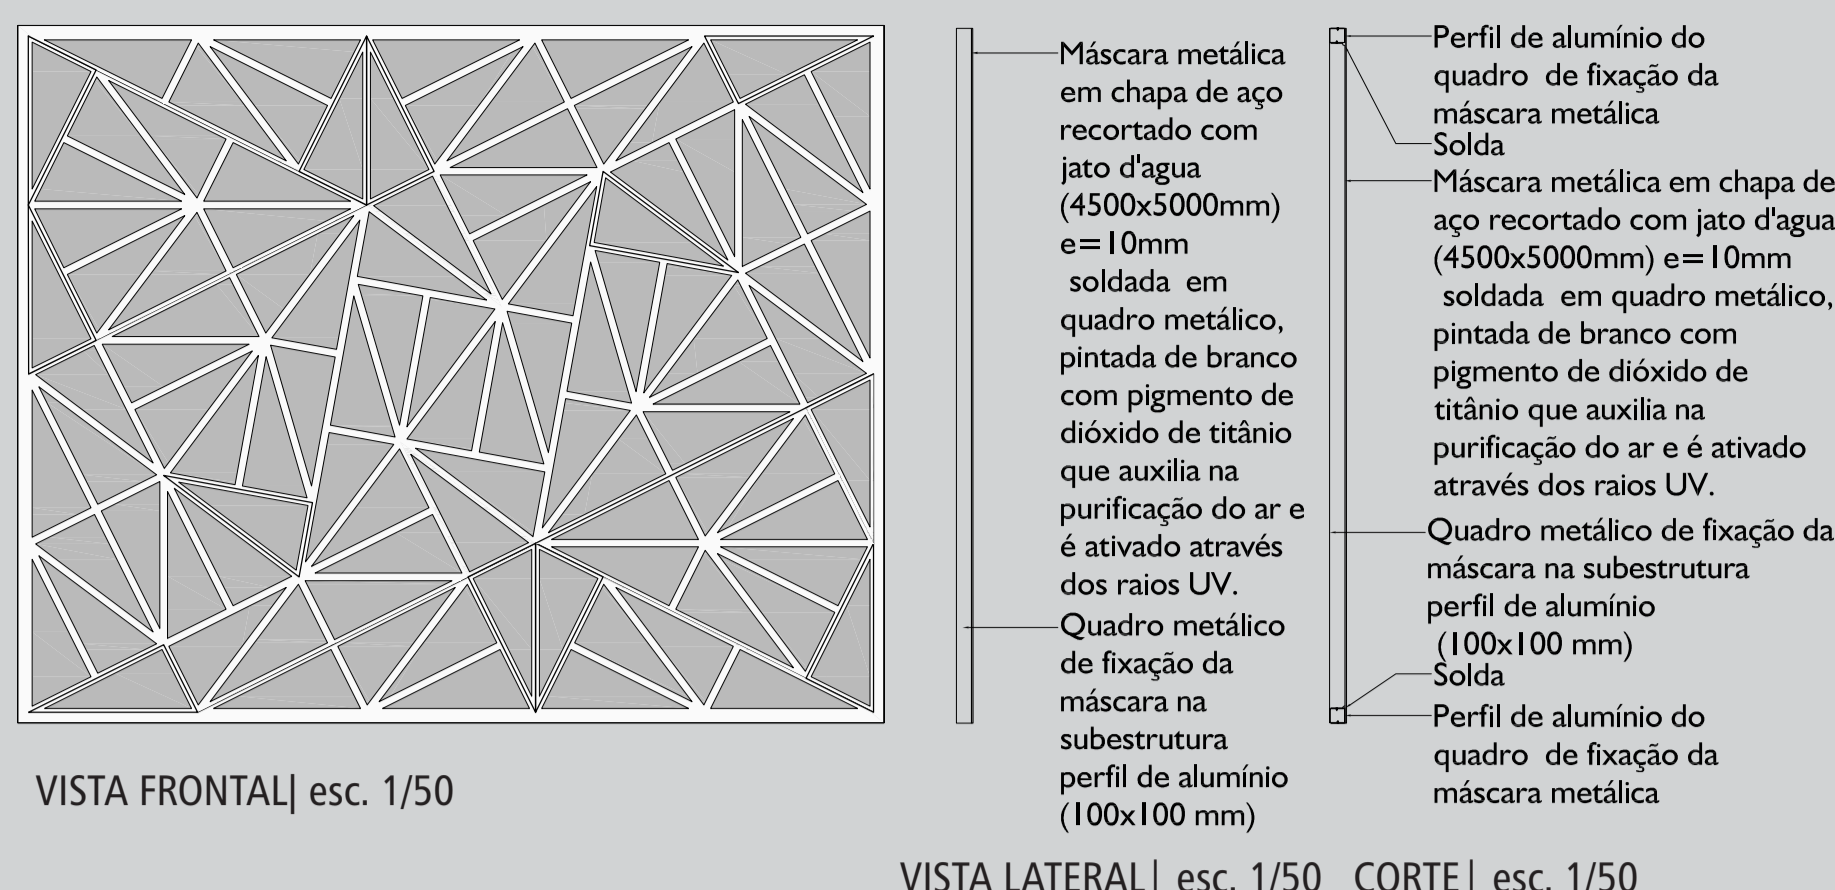 VISTA FRONTAL| esc. 1/50
Máscara metálica
em chapa de aço
recortado com
jato d'agua
(4500x5000mm)
e=10mm
soldada em
quadro metálico,
pintada de branco
com pigmento de
dióxido de titânio
que auxilia na
purificação do ar e
é ativado através
dos raios UV.
Quadro metálico
de fixação da
máscara na
subestrutura
perfil de alumínio
(100x100 mm)
VISTA LATERAL| esc. 1/50
Perfil de alumínio do
quadro de fixação da
máscara metálica
Solda
Máscara metálica em chapa de
aço recortado com jato d'agua
(4500x5000mm) e=10mm
soldada em quadro metálico,
pintada de branco com
pigmento de dióxido de
titânio que auxilia na
purificação do ar e é ativado
através dos raios UV.
Quadro metálico de fixação da
máscara na subestrutura
perfil de alumínio
(100x100 mm)
Solda
Perfil de alumínio do
quadro de fixação da
máscara metálica
CORTE| esc. 1/50